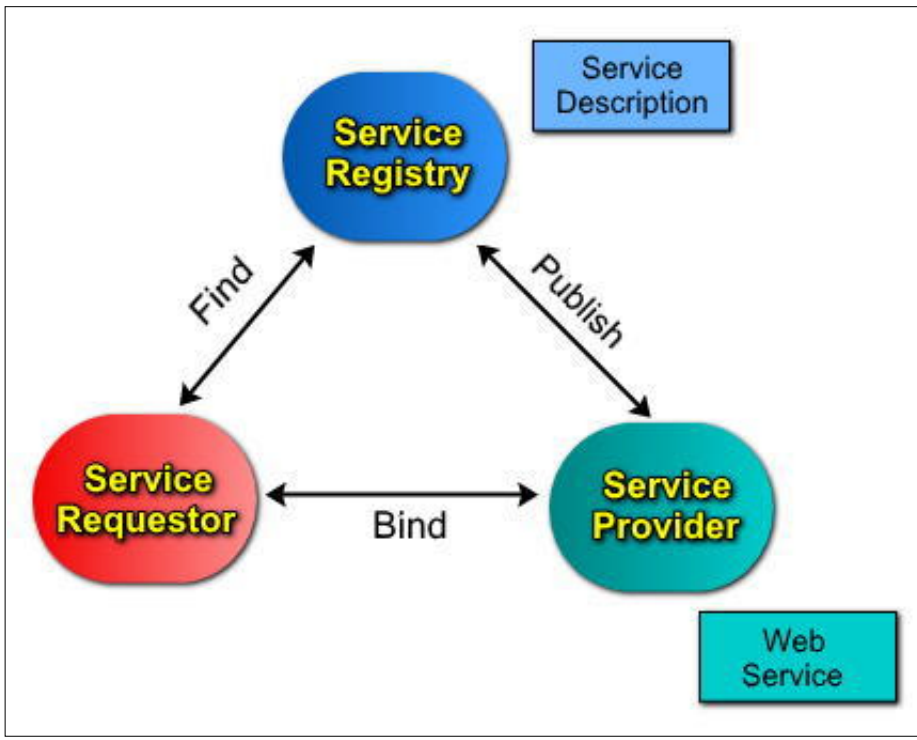 Service
Description
Service
Registry
Find
Publish
Service
Requestor
Bind
Service
Provider
Web
Service